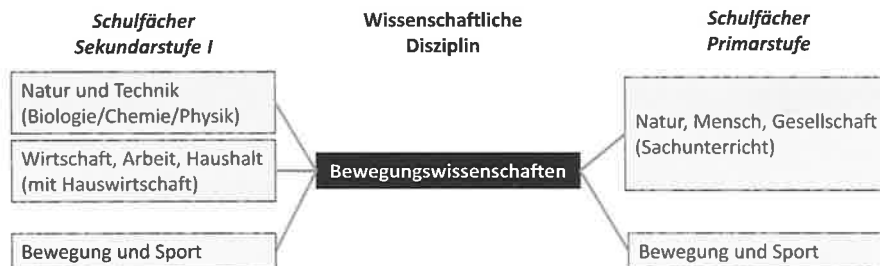 Schulfächer
Sekundarstufe I
Wissenschaftliche
Disziplin
Schulfächer
Primarstufe
Natur und Technik
(Biologie/Chemie/Physik)
Wirtschaft, Arbeit, Haushalt
(mit Hauswirtschaft)
Bewegung und Sport
Bewegungswissenschaften
Natur, Mensch, Gesellschaft
(Sachunterricht)
Bewegung und Sport